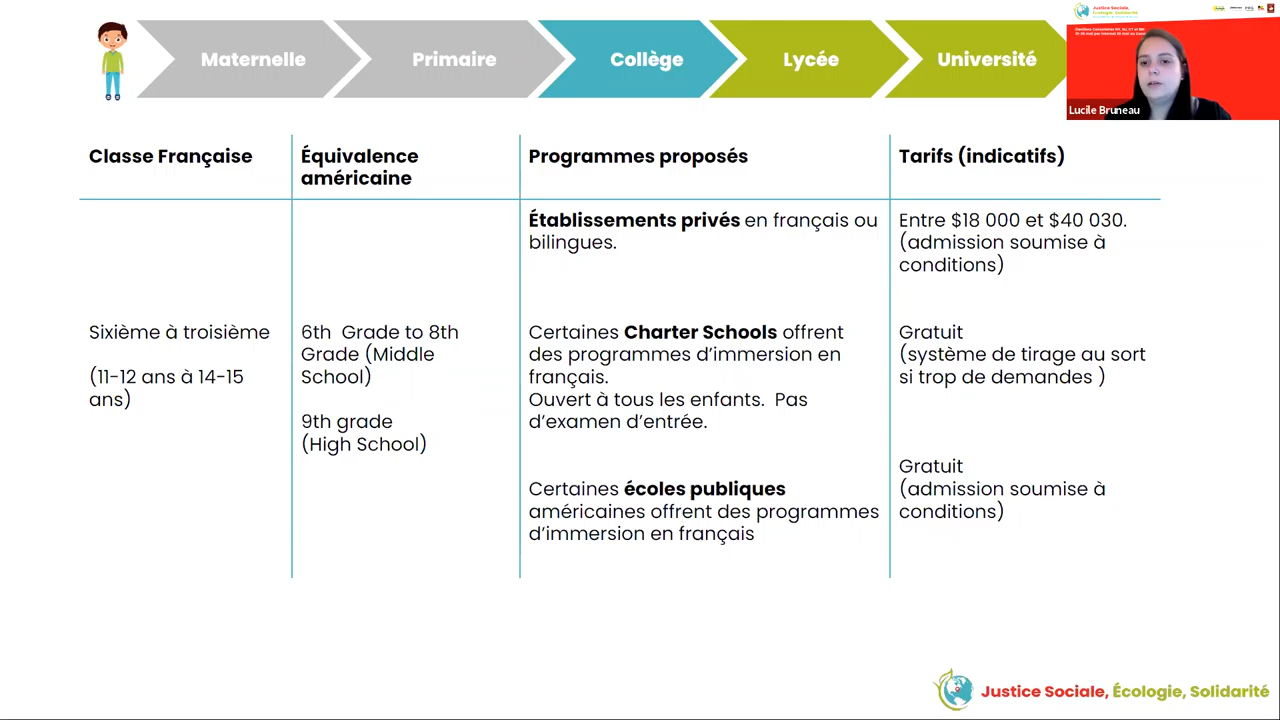 Maternelle
Primaire
Collège
Lycée
Université
Justice Sociale,
Écologie, Solidarité
Lucile Bruneau
Classe Française
Équivalence
américaine
Programmes proposés
Tarifs (indicatifs)
Sixième à troisième
(11-12 ans à 14-15
ans)
6th Grade to 8th
Grade (Middle
School)
9th grade
(High School)
Établissements privés en français ou
bilingues.
Certaines Charter Schools offrent
des programmes d'immersion en
français.
Ouvert à tous les enfants. Pas
d'examen d'entrée.
Certaines écoles publiques
américaines offrent des programmes
d'immersion en français
Entre $18 000 et $40 030.
(admission soumise à
conditions)
Gratuit
(système de tirage au sort
si trop de demandes )
Gratuit
(admission soumise à
conditions)
Justice Sociale, Écologie, Solidarité